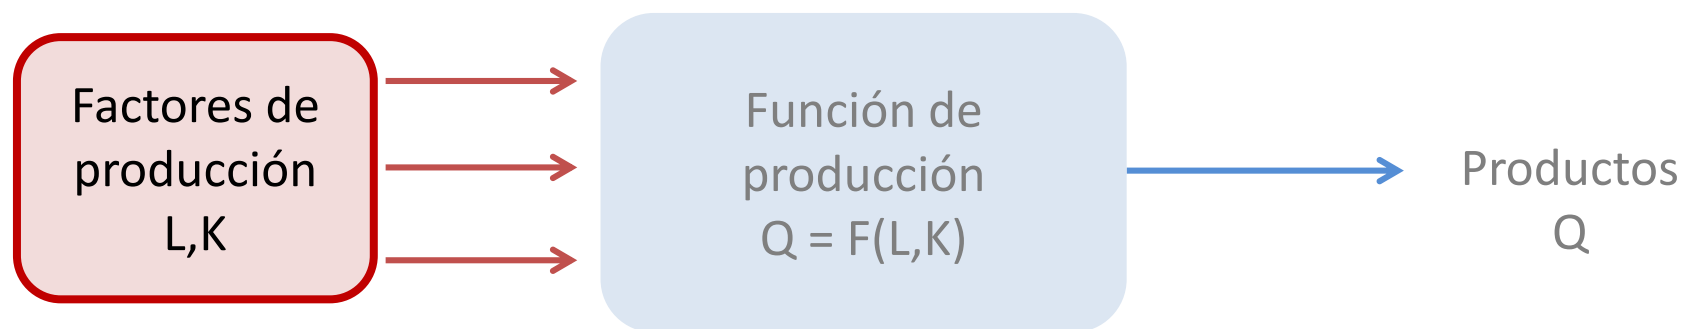 Factores de
producción
L,K
Función de
producción
Q = F(L,K)
Productos
Q